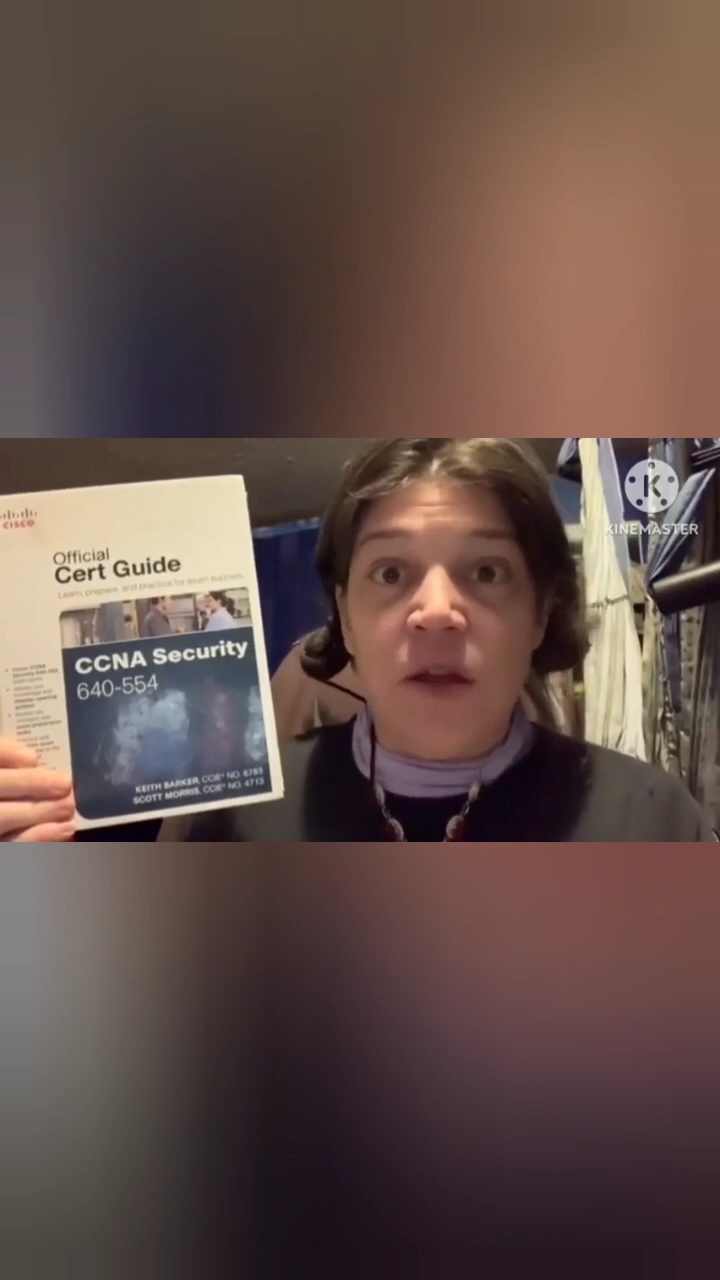 KINEMASTER
CISCO
Official
Cert Guide
Learn, prepare, and practice for exam success
CCNA Security
640-554
KEITH BARKER, CCIE® NO. 6783
SCOTT MORRIS, CCIE® NO. 4713